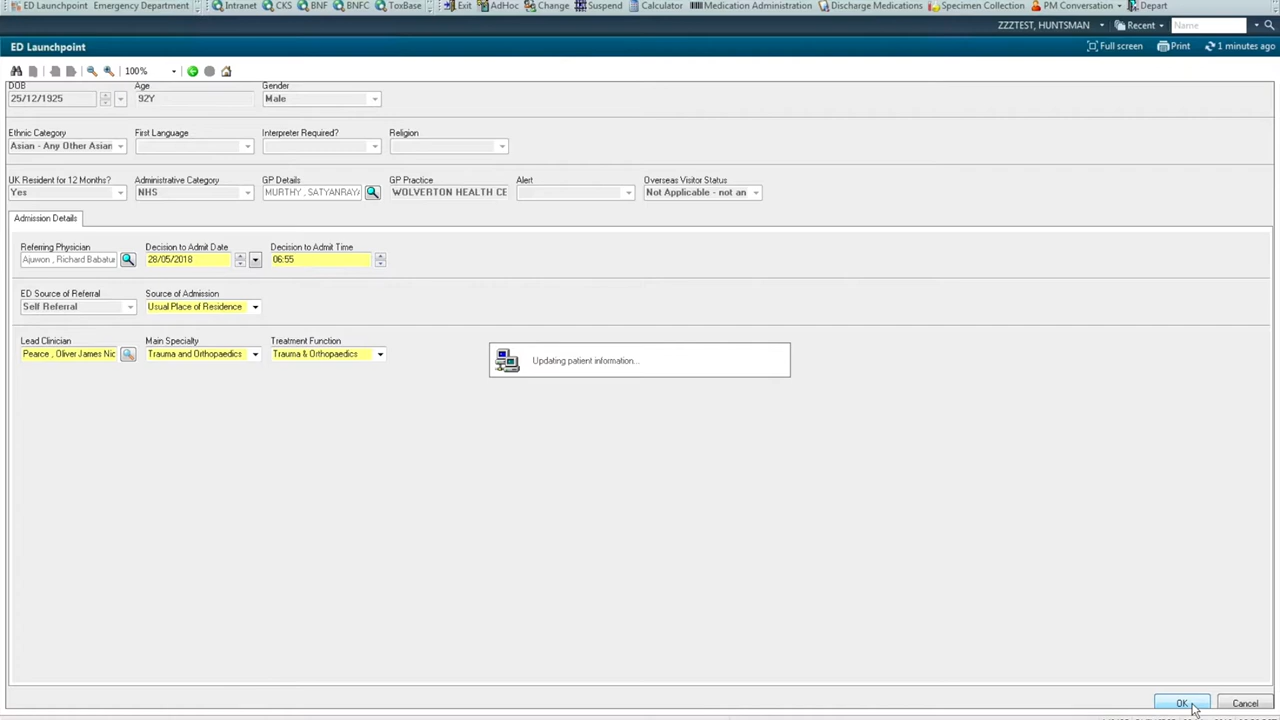 ED Launchpoint Emergency Department Intranet CKS BNF BNFC ToxBase Exit AdHoc Change Suspend Calculator Medication Administration Discharge Medications Specimen Collection PM Conversation Depart
ZZZTEST, HUNTSMAN Recent Name
ED Launchpoint Full screen Print 1 minutes ago
100%
DOB Age Gender
25/12/1925 92Y Male
Ethnic Category First Language Interpreter Required? Religion
Asian - Any Other Asian
UK Resident for 12 Months? Administrative Category GP Details GP Practice Alert Overseas Visitor Status
Yes NHS MURTHY , SATYANRAYA WOLVERTON HEALTH CE Not Applicable - not an
Admission Details
Referring Physician Decision to Admit Date Decision to Admit Time
Ajuwon , Richard Babatur 28/05/2018 06:55
ED Source of Referral Source of Admission
Self Referral Usual Place of Residence
Lead Clinician Main Specialty Treatment Function
Pearce , Oliver James Nic Trauma and Orthopaedics Trauma & Orthopaedics
Updating patient information...
OK Cancel